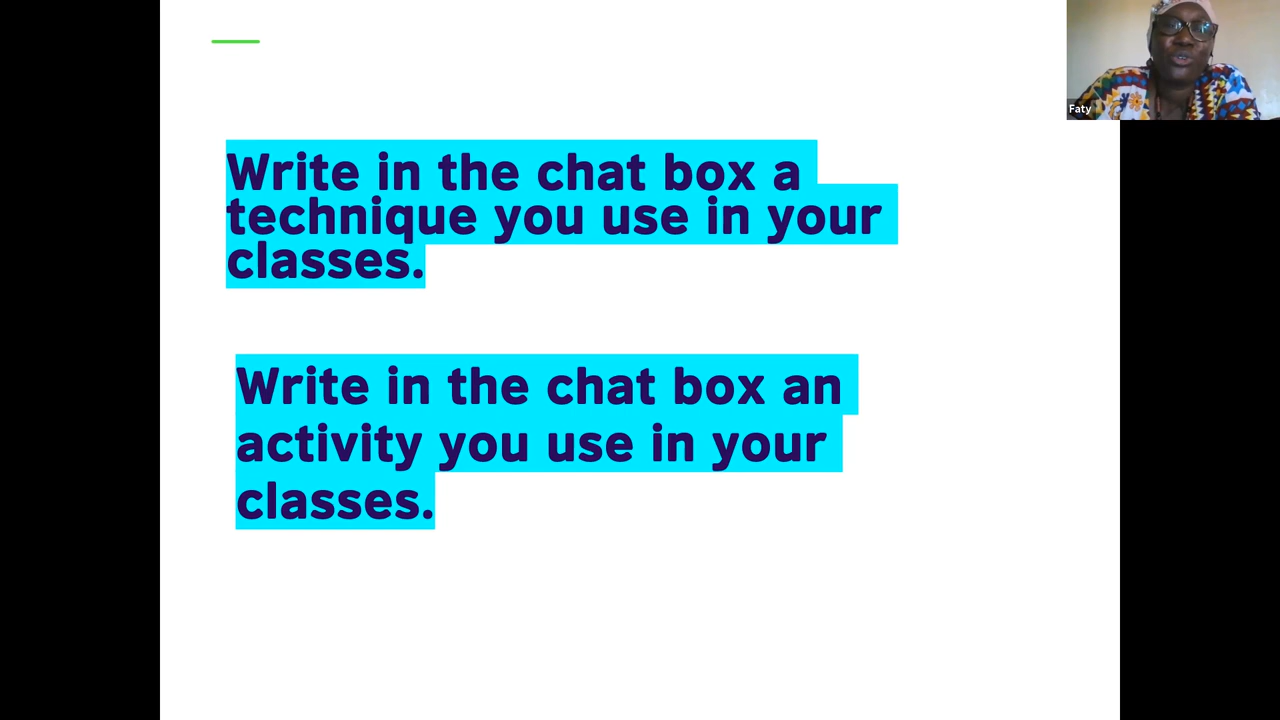 Faty
Write in the chat box a
technique you use in your
classes.
Write in the chat box an
activity you use in your
classes.